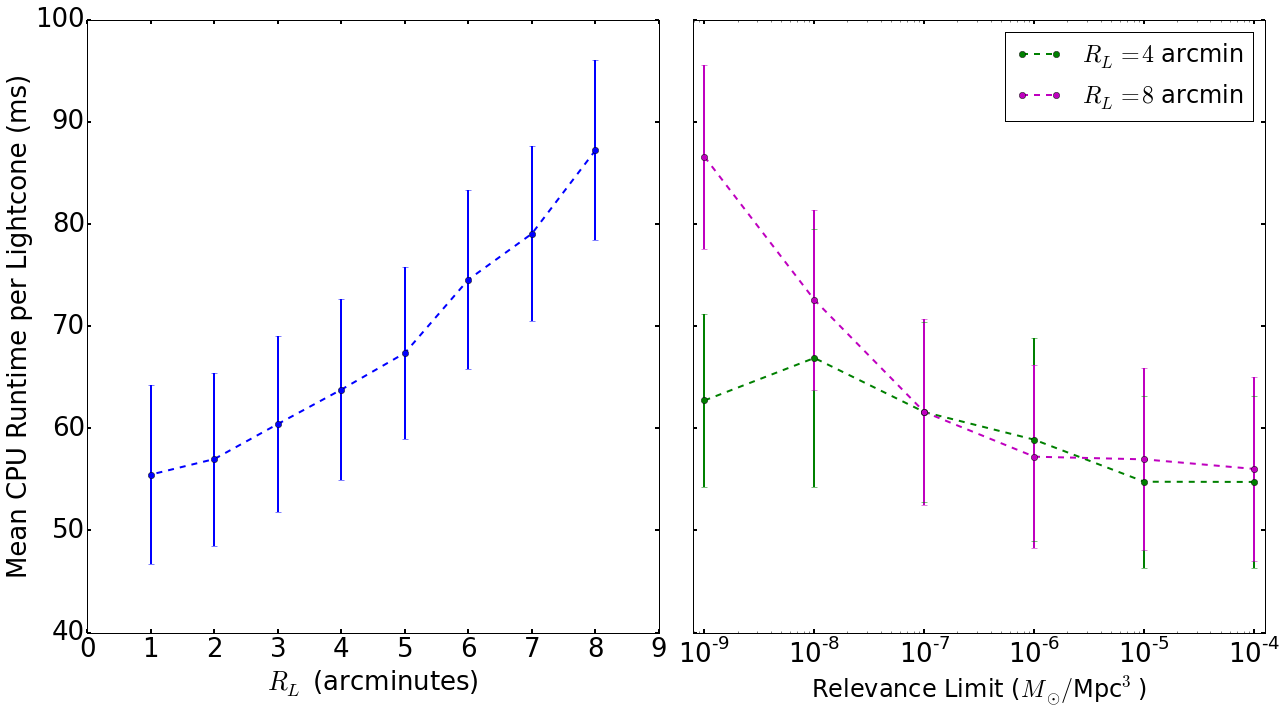 Mean CPU Runtime per Lightcone (ms)
100
90
80
70
60
50
40
0 1 2 3 4 5 6 7 8 9
R_L (arcminutes)
R_L = 4 arcmin
R_L = 8 arcmin
10^-9 10^-8 10^-7 10^-6 10^-5 10^-4
Relevance Limit (M_⊙/Mpc^3)